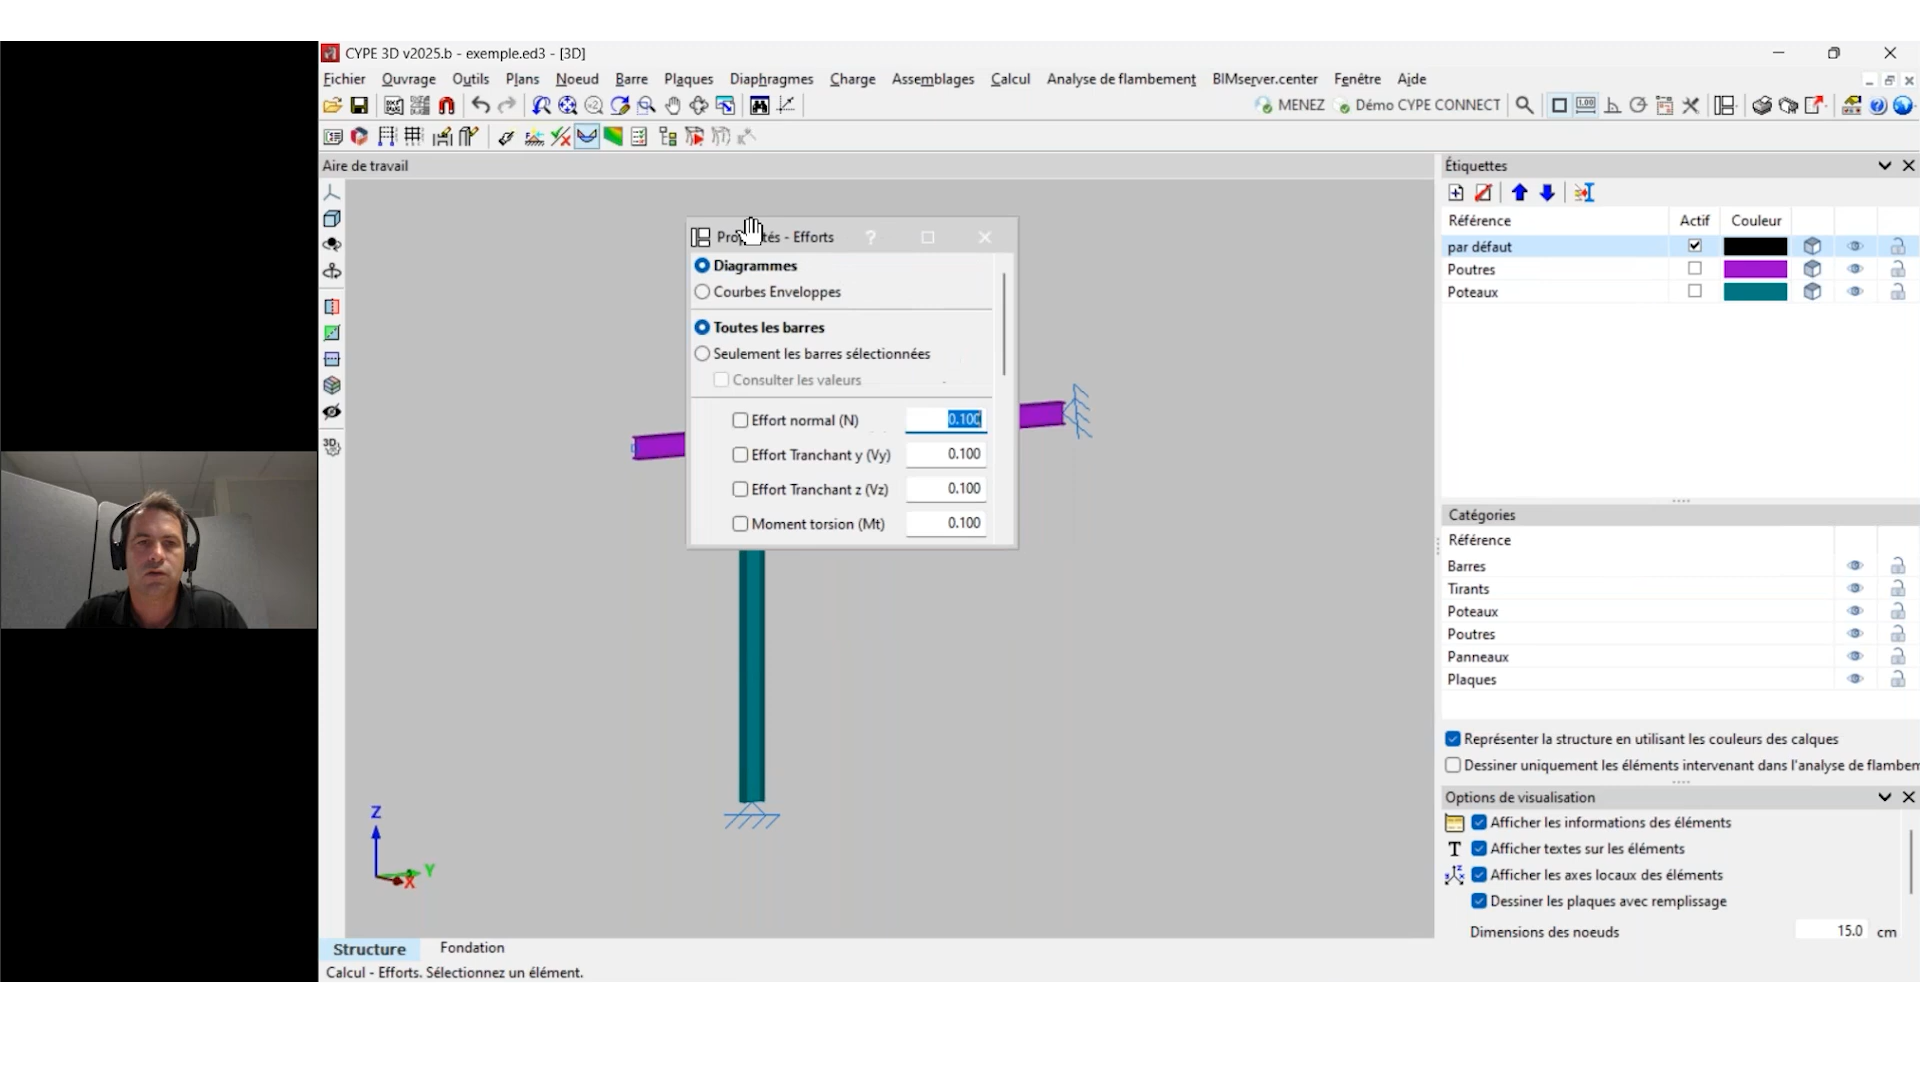 CYPE 3D v2025.b - exemple.ed3 - [3D]
Fichier Ouvrage Outils Plans Noeud Barre Plaques Diaphragmes Charge Assemblages Calcul Analyse de flambement BIMserver.center Fenêtre Aide
MENEZ Démo CYPE CONNECT
Aire de travail
Étiquettes
Référence Actif Couleur
par défaut
Poutres
Poteaux
Propriétés - Efforts
Diagrammes
Courbes Enveloppes
Toutes les barres
Seulement les barres sélectionnées
Consulter les valeurs
Effort normal (N) 0.100
Effort Tranchant y (Vy) 0.100
Effort Tranchant z (Vz) 0.100
Moment torsion (Mt) 0.100
3D
Z
Y
X
Catégories
Référence
Barres
Tirants
Poteaux
Poutres
Panneaux
Plaques
Représenter la structure en utilisant les couleurs des calques
Dessiner uniquement les éléments intervenant dans l'analyse de flambem
Options de visualisation
Afficher les informations des éléments
T Afficher textes sur les éléments
Afficher les axes locaux des éléments
Dessiner les plaques avec remplissage
Dimensions des noeuds 15.0 cm
Structure Fondation
Calcul - Efforts. Sélectionnez un élément.